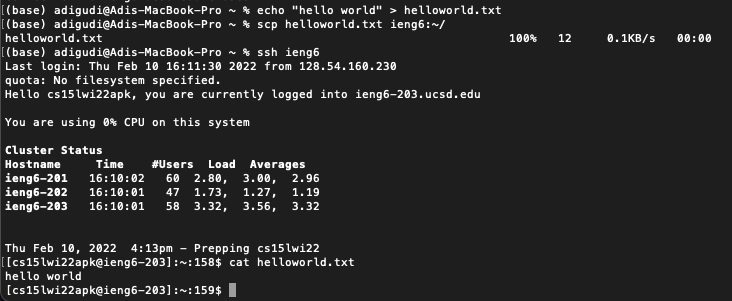 [(base) adigudi@Adis-MacBook-Pro ~ % echo "hello world" > helloworld.txt
[(base) adigudi@Adis-MacBook-Pro ~ % scp helloworld.txt ieng6:~/
helloworld.txt 100% 12 0.1KB/s 00:00
[(base) adigudi@Adis-MacBook-Pro ~ % ssh ieng6
Last login: Thu Feb 10 16:11:30 2022 from 128.54.160.230
quota: No filesystem specified.
Hello cs15lwi22apk, you are currently logged into ieng6-203.ucsd.edu
You are using 0% CPU on this system
Cluster Status
Hostname Time #Users Load Averages
ieng6-201 16:10:02 60 2.80, 3.00, 2.96
ieng6-202 16:10:01 47 1.73, 1.27, 1.19
ieng6-203 16:10:01 58 3.32, 3.56, 3.32
Thu Feb 10, 2022 4:13pm - Prepping cs15lwi22
[[cs15lwi22apk@ieng6-203]:~:158$ cat helloworld.txt
hello world
[cs15lwi22apk@ieng6-203]:~:159$